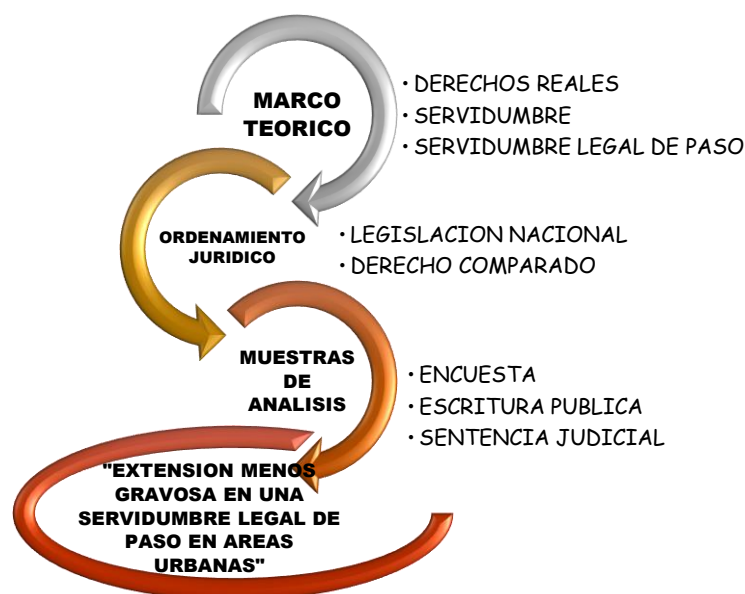 MARCO
TEORICO
• DERECHOS REALES
• SERVIDUMBRE
• SERVIDUMBRE LEGAL DE PASO
ORDENAMIENTO
JURIDICO
• LEGISLACION NACIONAL
• DERECHO COMPARADO
MUESTRAS
DE
ANALISIS
• ENCUESTA
• ESCRITURA PUBLICA
• SENTENCIA JUDICIAL
"EXTENSION MENOS
GRAVOSA EN UNA
SERVIDUMBRE LEGAL DE
PASO EN AREAS
URBANAS"